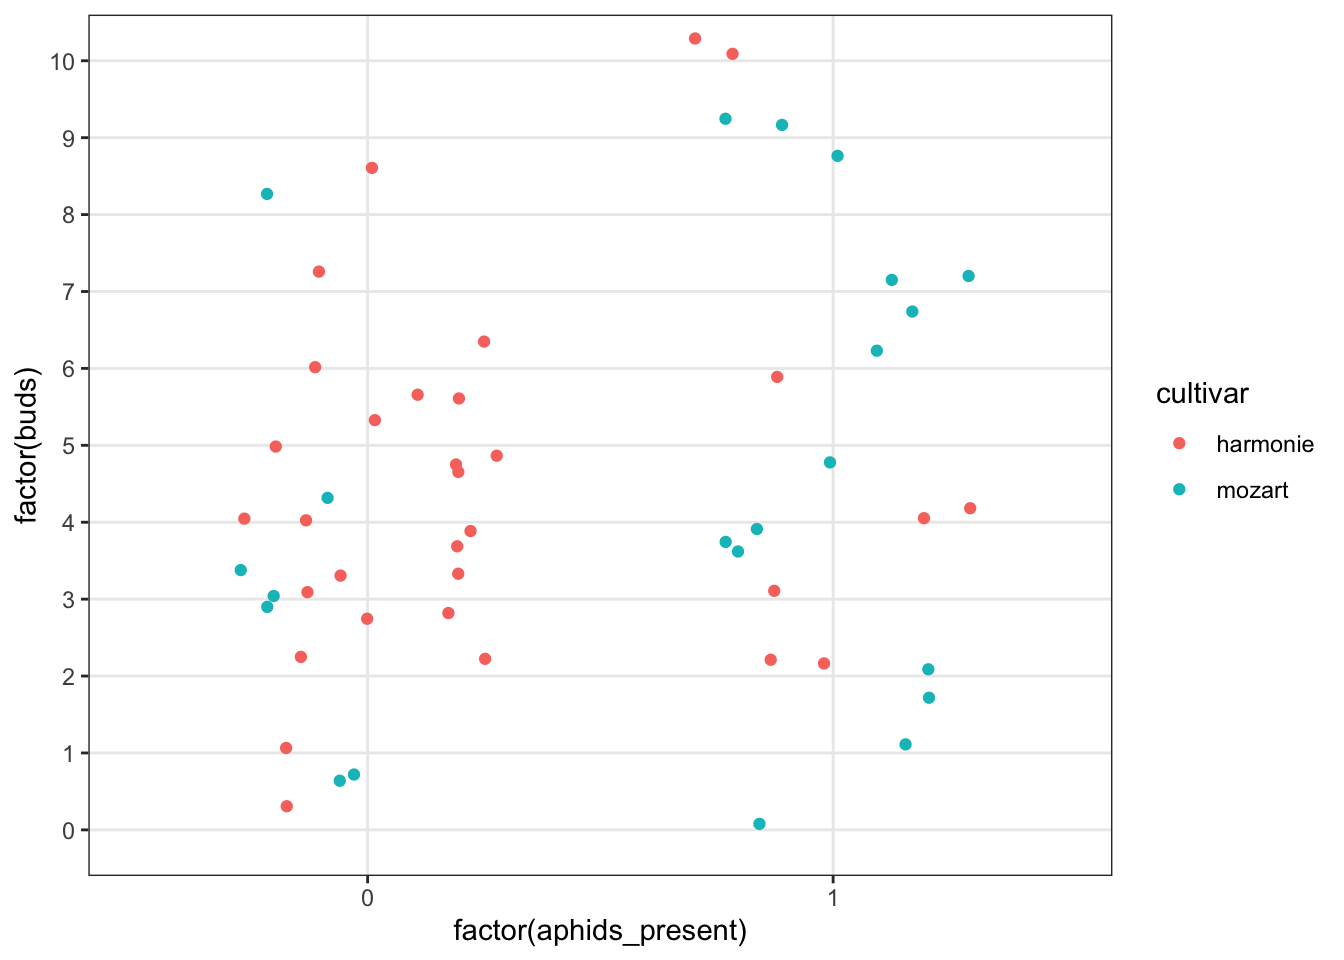 factor(buds)
10
9
8
7
6
5
4
3
2
1
0
0 1
factor(aphids_present)
cultivar
harmonie
mozart